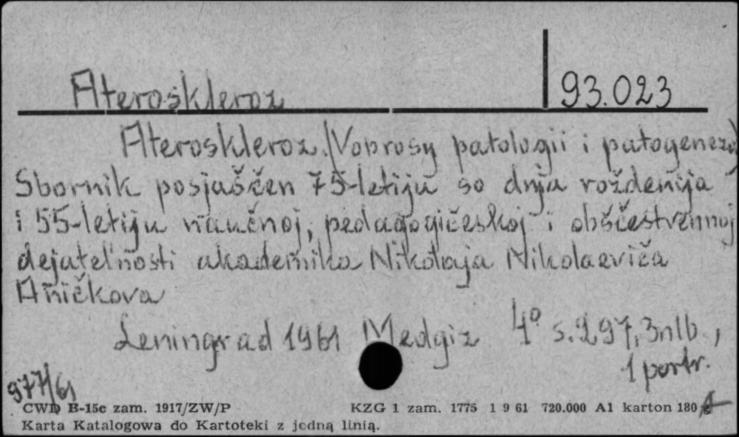 Ateroskleroz 93.023
Ateroskleroz. /Voprosy patologii i patogeneza/
Sbornik posjaščen 75-letiju so dnja roždenija
i 55-letiju naučnoj, pedagogičeskoj i obščestvennoj
dejatel'nosti akademika Nikolaja Nikolaeviča
Aničkova
Leningrad 1961 Medgiz 4° s. 297, 3nlb.,
1 portr.
977/61
CWD B-15c zam. 1917/ZW/P KZG 1 zam. 1775 1 9 61 720.000 A1 karton 180 g
Karta Katalogowa do Kartoteki z jedną linią.